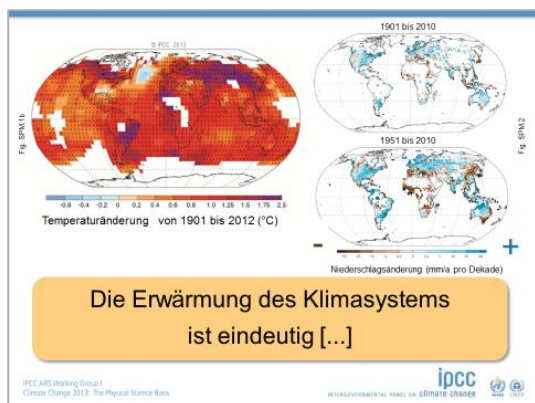 © IPCC 2013
1901 bis 2010
Fig. SPM 1b
Fig. SPM 2
1951 bis 2010
-0.6 -0.4 -0.2 0 0.2 0.4 0.6 0.8 1.0 1.25 1.5 1.75 2.5
Temperaturänderung von 1901 bis 2012 (°C)
- +
Niederschlagsänderung (mm/a pro Dekade)
Die Erwärmung des Klimasystems
ist eindeutig [...]
IPCC AR5 Working Group I
Climate Change 2013: The Physical Science Basis
ipcc
INTERGOVERNMENTAL PANEL ON climate change
WMO UNEP